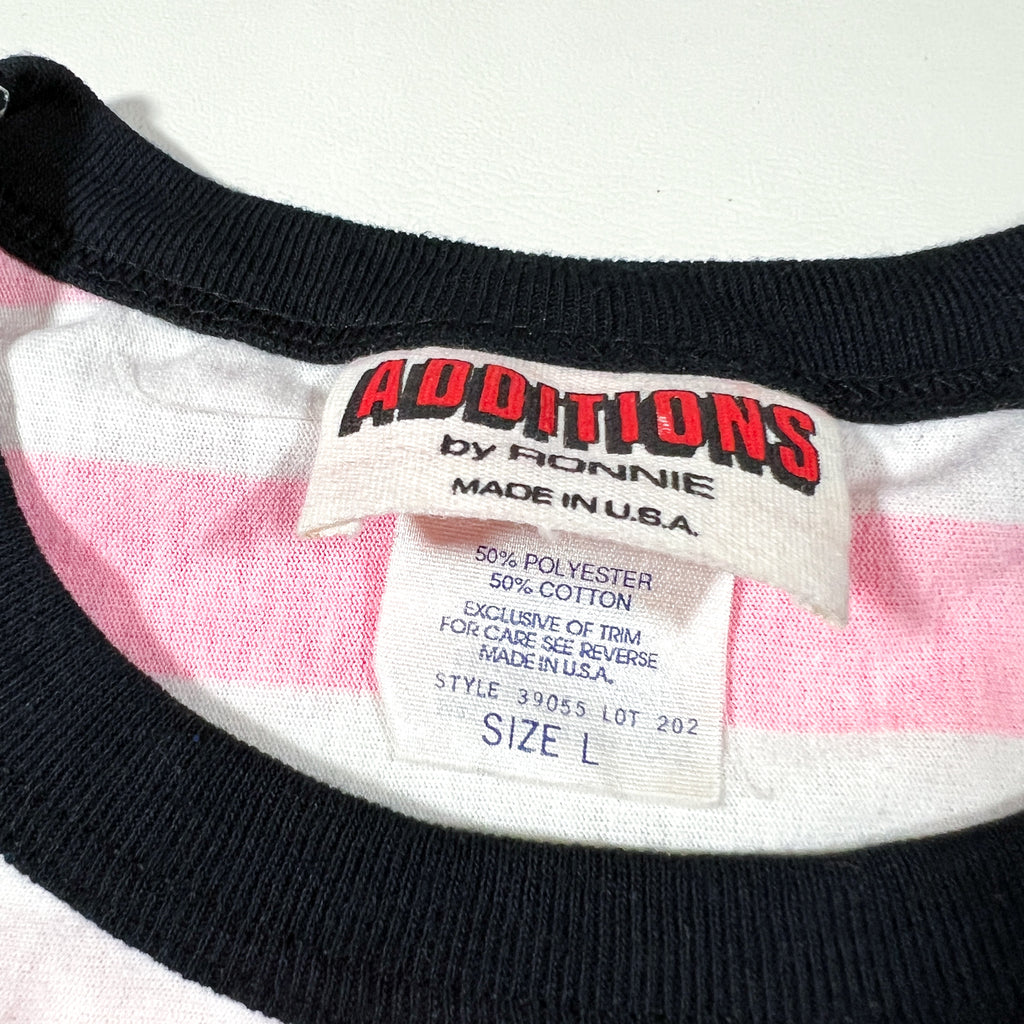 ADDITIONS
by RONNIE
MADE IN U.S.A.
50% POLYESTER
50% COTTON
EXCLUSIVE OF TRIM
FOR CARE SEE REVERSE
MADE IN U.S.A.
STYLE 39055 LOT 202
SIZE L